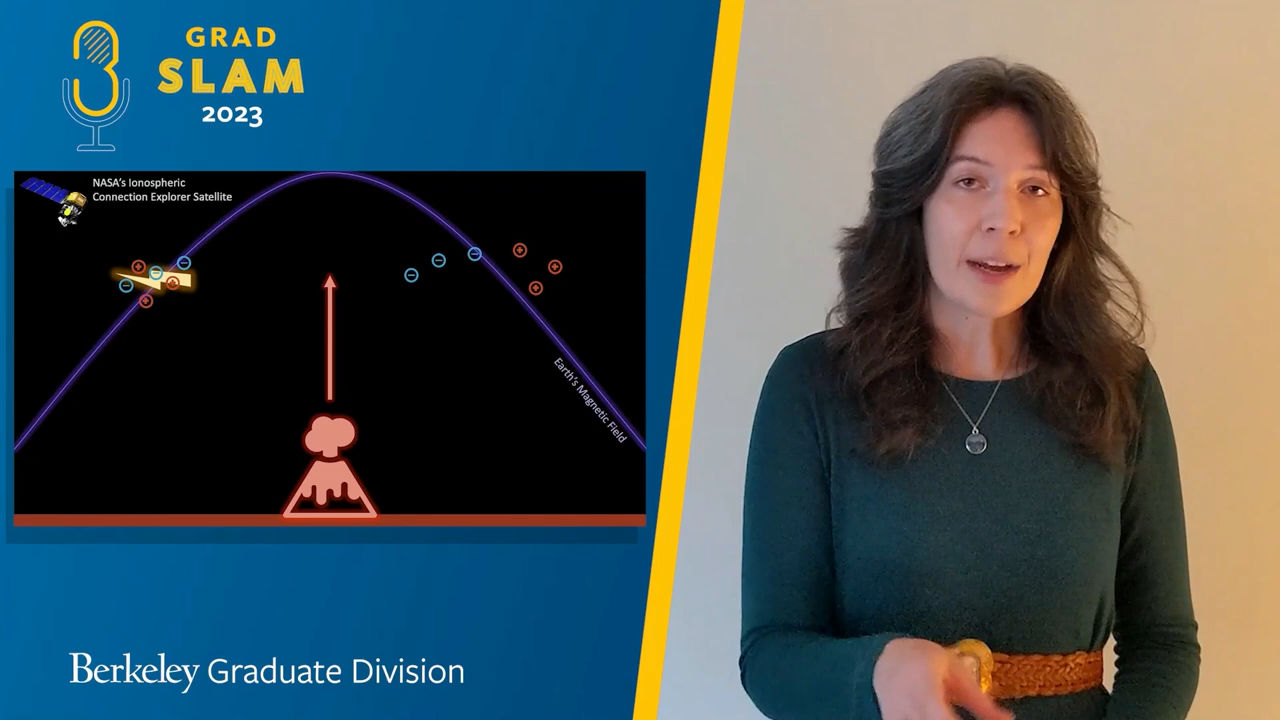 GRAD
SLAM
2023
NASA's Ionospheric
Connection Explorer Satellite
Earth's Magnetic Field
Berkeley Graduate Division